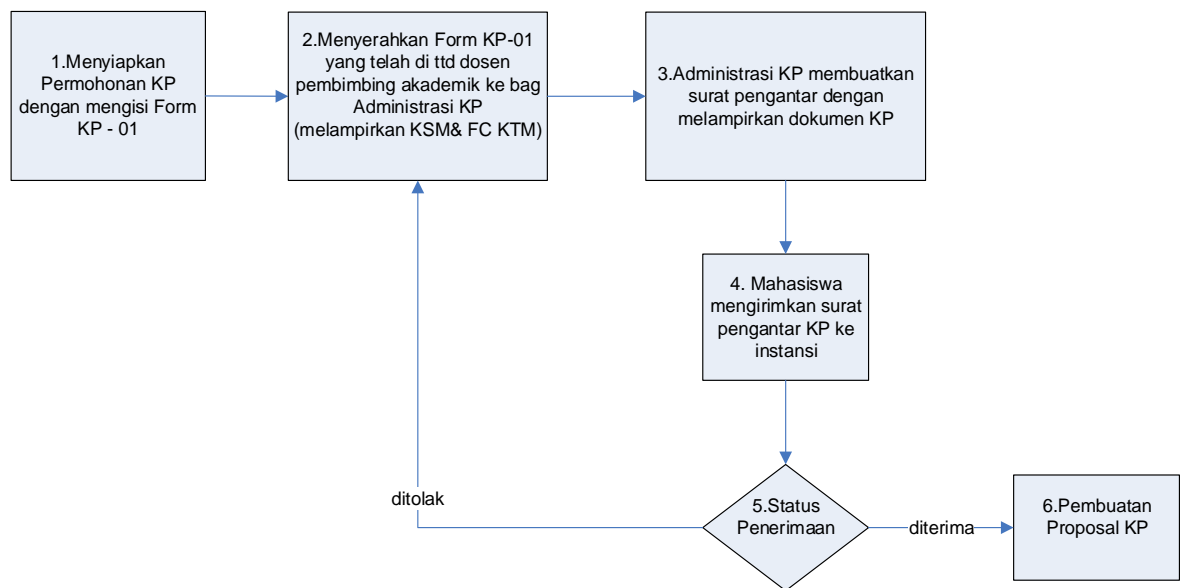 1.Menyiapkan
Permohonan KP
dengan mengisi Form
KP - 01
2.Menyerahkan Form KP-01
yang telah di ttd dosen
pembimbing akademik ke bag
Administrasi KP
(melampirkan KSM& FC KTM)
3.Administrasi KP membuatkan
surat pengantar dengan
melampirkan dokumen KP
4. Mahasiswa
mengirimkan surat
pengantar KP ke
instansi
5.Status
Penerimaan
ditolak
diterima
6.Pembuatan
Proposal KP